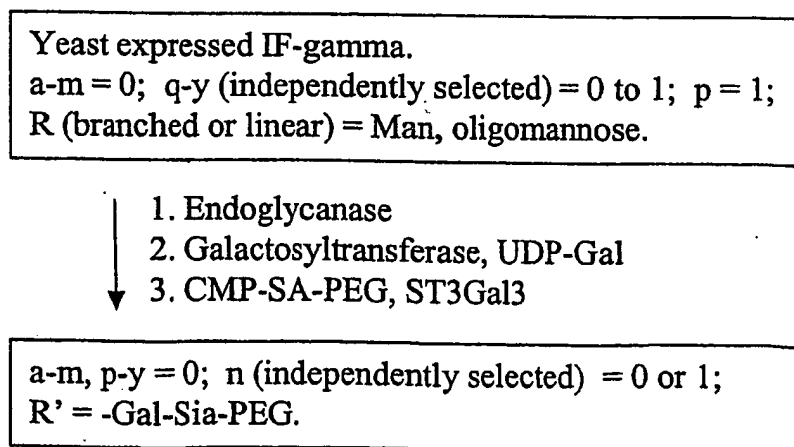 Yeast expressed IF-gamma.
a-m = 0; q-y (independently selected) = 0 to 1; p = 1;
R (branched or linear) = Man, oligomannose.
1. Endoglycanase
2. Galactosyltransferase, UDP-Gal
3. CMP-SA-PEG, ST3Gal3
a-m, p-y = 0; n (independently selected) = 0 or 1;
R' = -Gal-Sia-PEG.